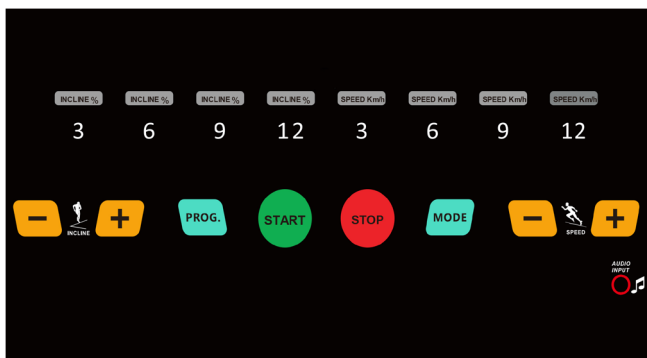 INCLINE % INCLINE % INCLINE % INCLINE % SPEED Km/h SPEED Km/h SPEED Km/h SPEED Km/h
3 6 9 12 3 6 9 12
− INCLINE + PROG. START STOP MODE − SPEED +
AUDIO
INPUT